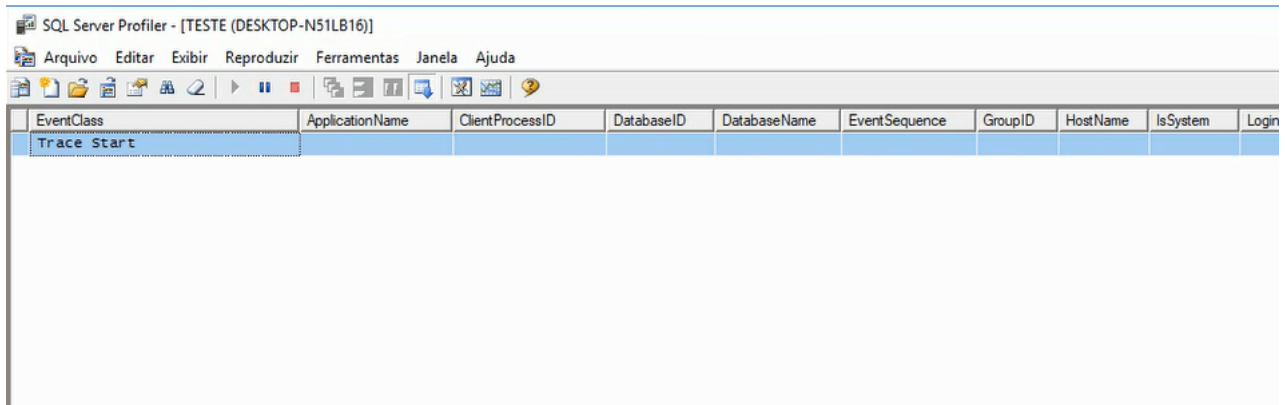 SQL Server Profiler - [TESTE (DESKTOP-N51LB16)]
Arquivo Editar Exibir Reproduzir Ferramentas Janela Ajuda
EventClass ApplicationName ClientProcessID DatabaseID DatabaseName EventSequence GroupID HostName IsSystem Login
Trace Start